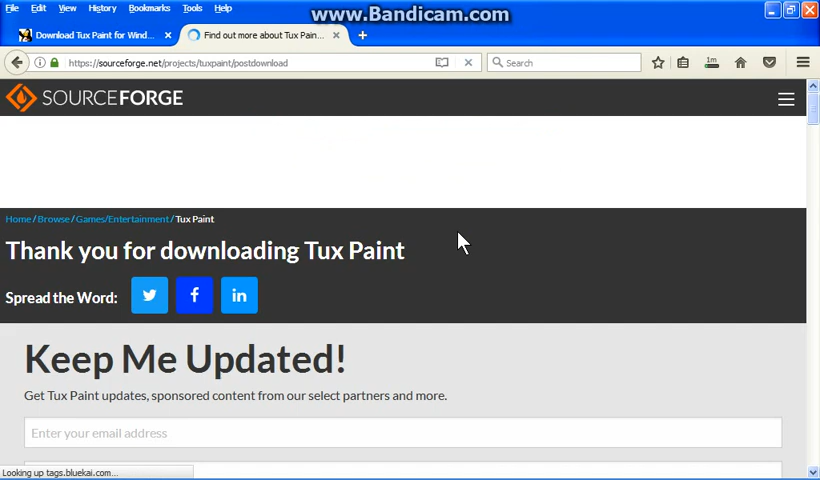 File Edit View History Bookmarks Tools Help
www.Bandicam.com
Download Tux Paint for Wind...
Find out more about Tux Pain...
https://sourceforge.net/projects/tuxpaint/postdownload
Search
1m
SOURCEFORGE
Home / Browse / Games/Entertainment / Tux Paint
Thank you for downloading Tux Paint
Spread the Word:
Keep Me Updated!
Get Tux Paint updates, sponsored content from our select partners and more.
Enter your email address
Looking up tags.bluekai.com...